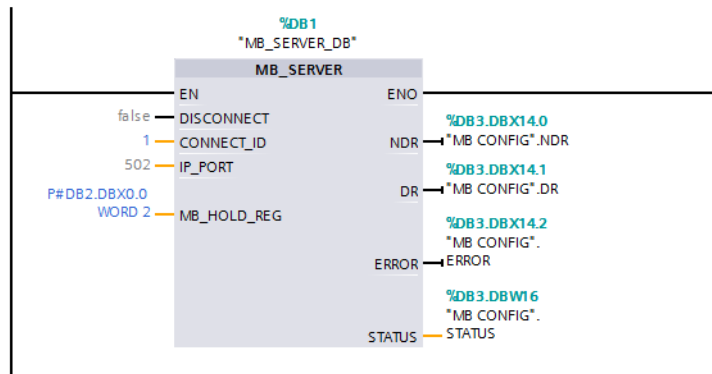 %DB1
"MB_SERVER_DB"
MB_SERVER
EN ENO
false DISCONNECT
%DB3.DBX14.0
1 CONNECT_ID NDR "MB CONFIG".NDR
502 IP_PORT
%DB3.DBX14.1
DR "MB CONFIG".DR
P#DB2.DBX0.0
WORD 2 MB_HOLD_REG
%DB3.DBX14.2
"MB CONFIG".
ERROR ERROR
%DB3.DBW16
"MB CONFIG".
STATUS STATUS